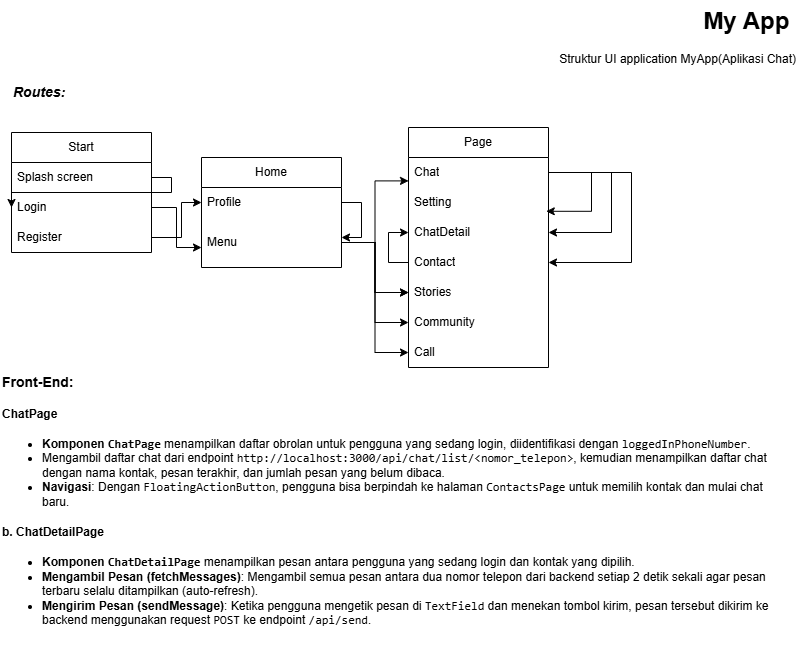 My App
Struktur UI application MyApp(Aplikasi Chat)
Routes:
Start
Splash screen
Login
Register
Home
Profile
Menu
Page
Chat
Setting
ChatDetail
Contact
Stories
Community
Call
Front-End:
ChatPage
• Komponen ChatPage menampilkan daftar obrolan untuk pengguna yang sedang login, diidentifikasi dengan loggedInPhoneNumber.
• Mengambil daftar chat dari endpoint http://localhost:3000/api/chat/list/<nomor_telepon>, kemudian menampilkan daftar chat
dengan nama kontak, pesan terakhir, dan jumlah pesan yang belum dibaca.
• Navigasi: Dengan FloatingActionButton, pengguna bisa berpindah ke halaman ContactsPage untuk memilih kontak dan mulai chat
baru.
b. ChatDetailPage
• Komponen ChatDetailPage menampilkan pesan antara pengguna yang sedang login dan kontak yang dipilih.
• Mengambil Pesan (fetchMessages): Mengambil semua pesan antara dua nomor telepon dari backend setiap 2 detik sekali agar pesan
terbaru selalu ditampilkan (auto-refresh).
• Mengirim Pesan (sendMessage): Ketika pengguna mengetik pesan di TextField dan menekan tombol kirim, pesan tersebut dikirim ke
backend menggunakan request POST ke endpoint /api/send.